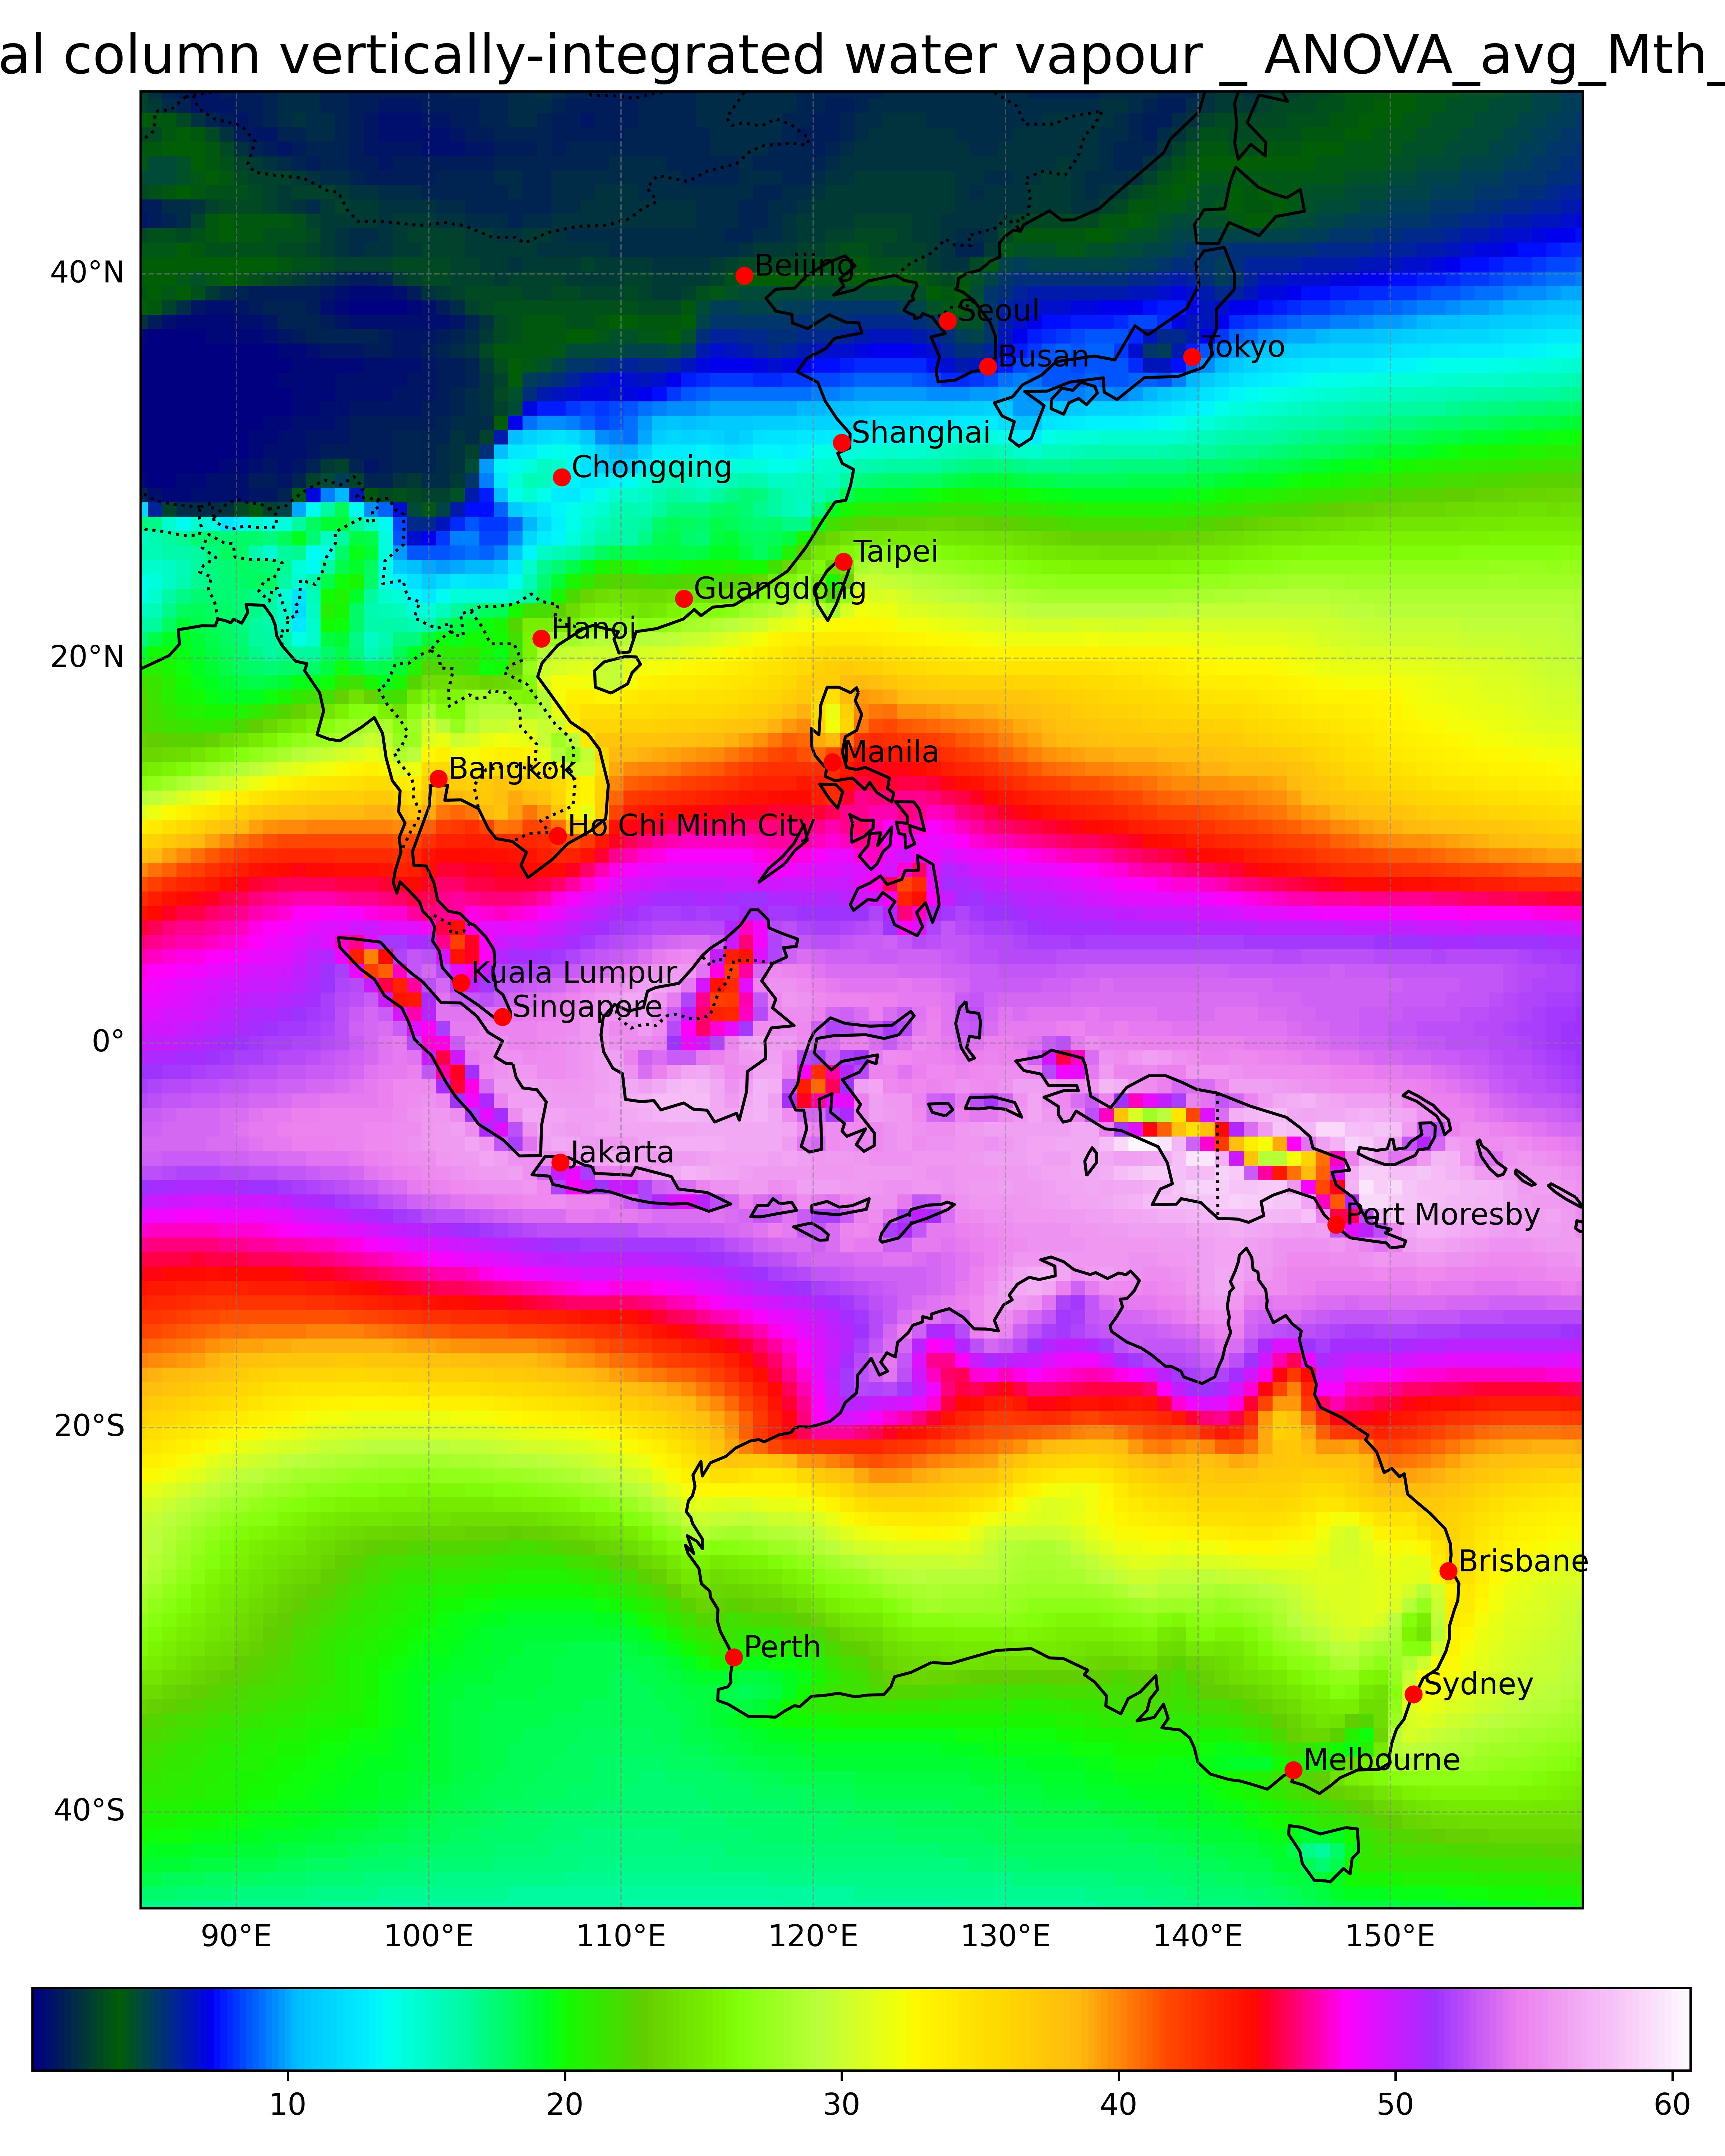 al column vertically-integrated water vapour _ ANOVA_avg_Mth_
40°N
20°N
0°
20°S
40°S
Beijing
Seoul
Busan
Tokyo
Shanghai
Chongqing
Taipei
Guangdong
Hanoi
Manila
Bangkok
Ho Chi Minh City
Kuala Lumpur
Singapore
Jakarta
Port Moresby
Brisbane
Perth
Sydney
Melbourne
90°E 100°E 110°E 120°E 130°E 140°E 150°E
10 20 30 40 50 60